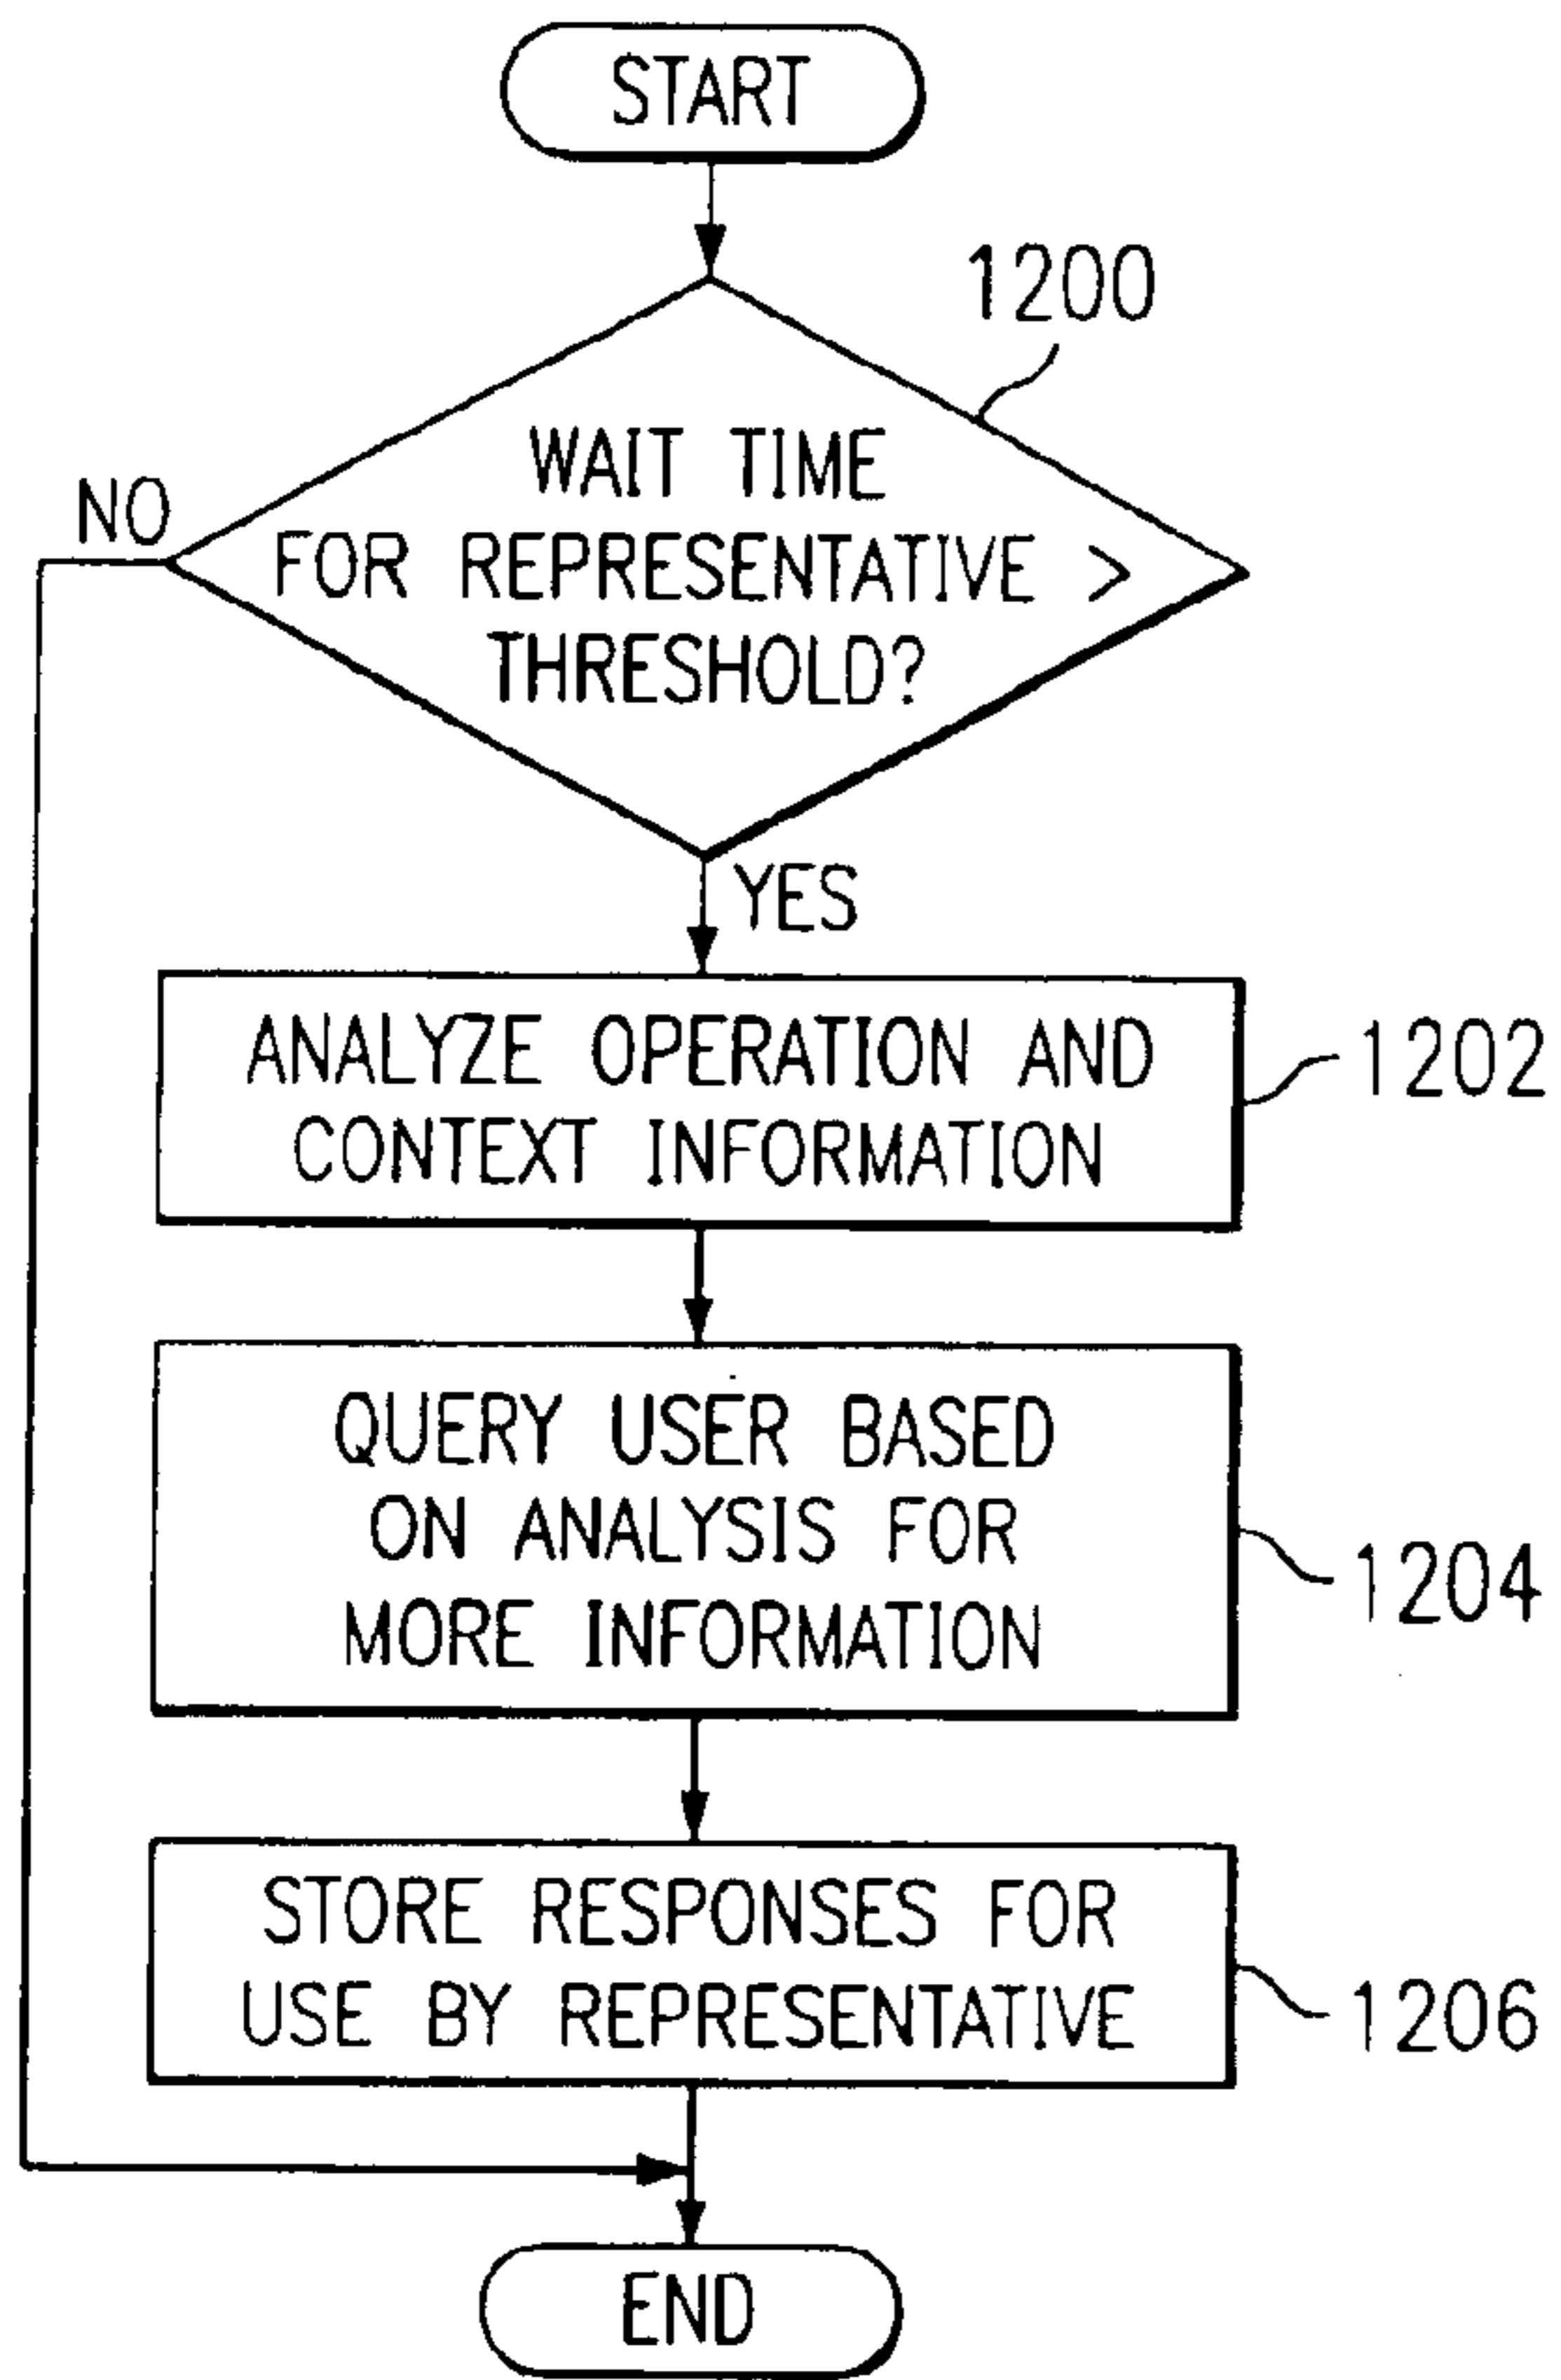 START
1200
WAIT TIME
NO
FOR REPRESENTATIVE >
THRESHOLD?
YES
ANALYZE OPERATION AND
CONTEXT INFORMATION
1202
QUERY USER BASED
ON ANALYSIS FOR
MORE INFORMATION
1204
STORE RESPONSES FOR
USE BY REPRESENTATIVE
1206
END